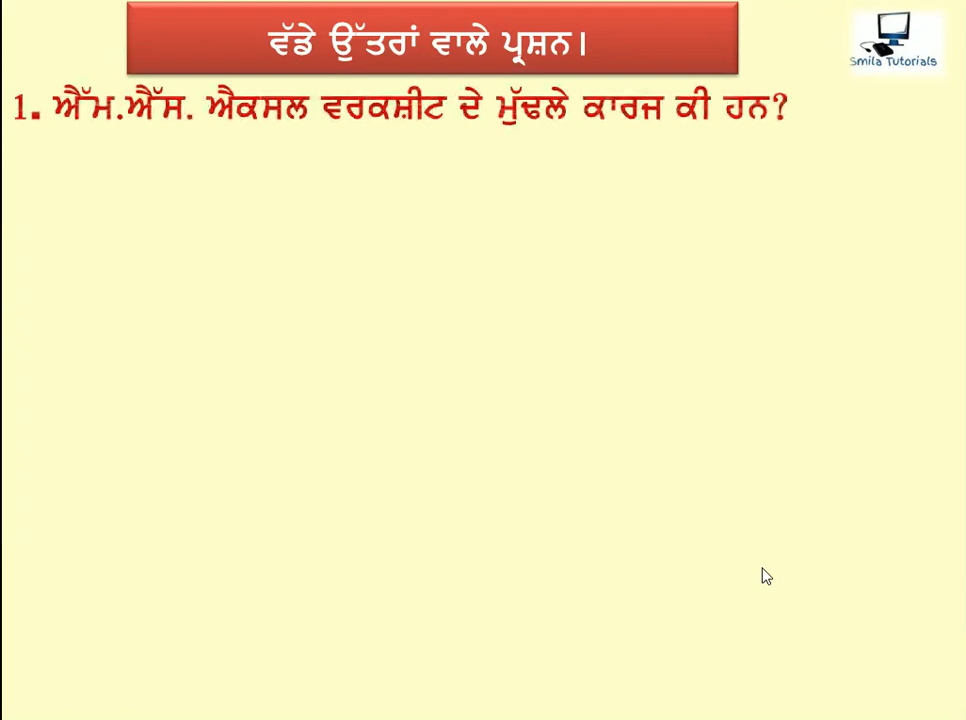 ਵੱਡੇ ਉੱਤਰਾਂ ਵਾਲੇ ਪ੍ਰਸ਼ਨ।
Smila Tutorials
1. ਐੱਮ.ਐੱਸ. ਐਕਸਲ ਵਰਕਸ਼ੀਟ ਦੇ ਮੁੱਢਲੇ ਕਾਰਜ ਕੀ ਹਨ?